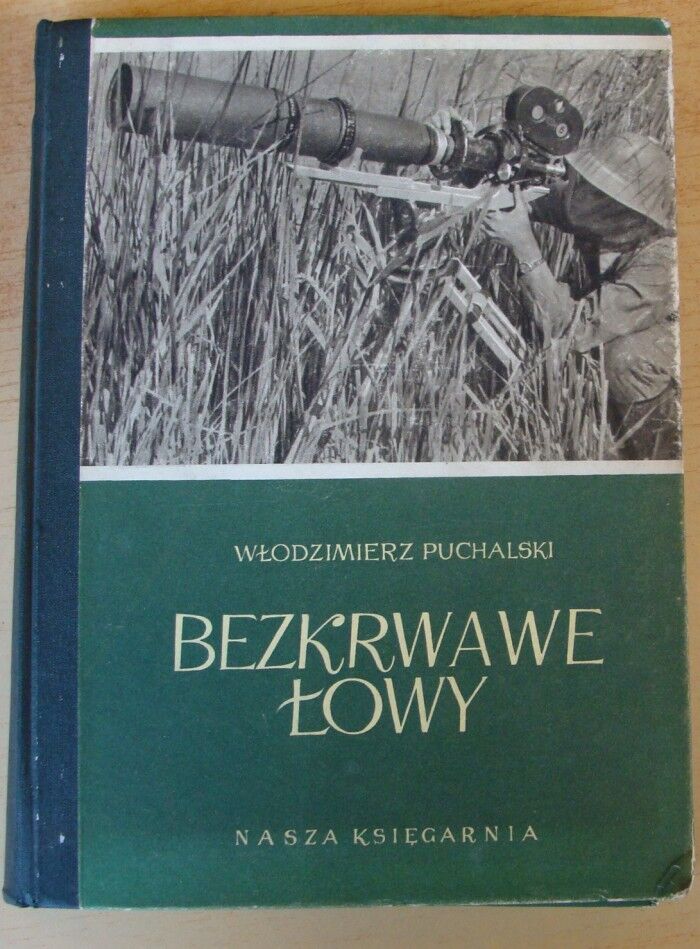 WŁODZIMIERZ PUCHALSKI
BEZKRWAWE
ŁOWY
NASZA KSIĘGARNIA